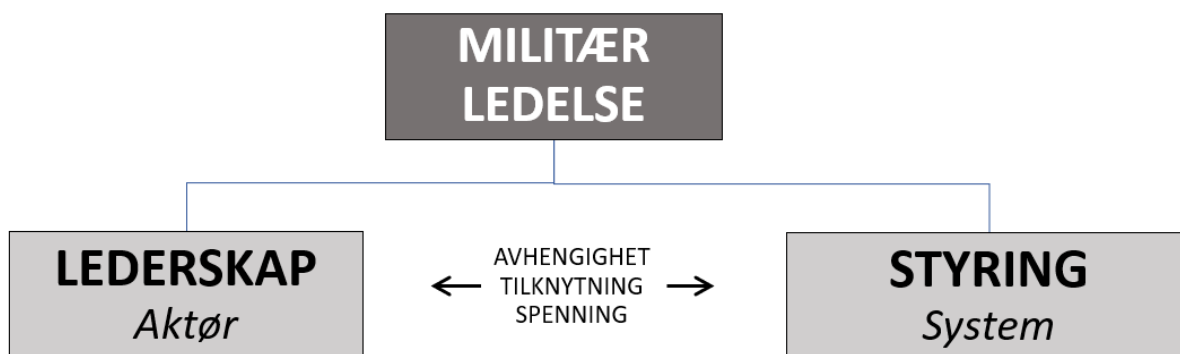 MILITÆR
LEDELSE
LEDERSKAP
Aktør
AVHENGIGHET
TILKNYTNING
SPENNING
STYRING
System